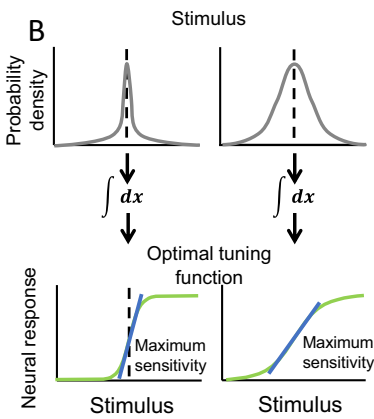 B
Stimulus
Probability
density
∫ dx
∫ dx
Optimal tuning
function
Neural response
Maximum
sensitivity
Maximum
sensitivity
Stimulus
Stimulus